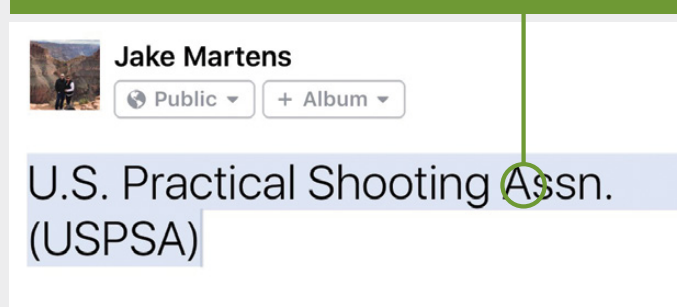 Jake Martens
Public + Album
U.S. Practical Shooting Assn.
(USPSA)